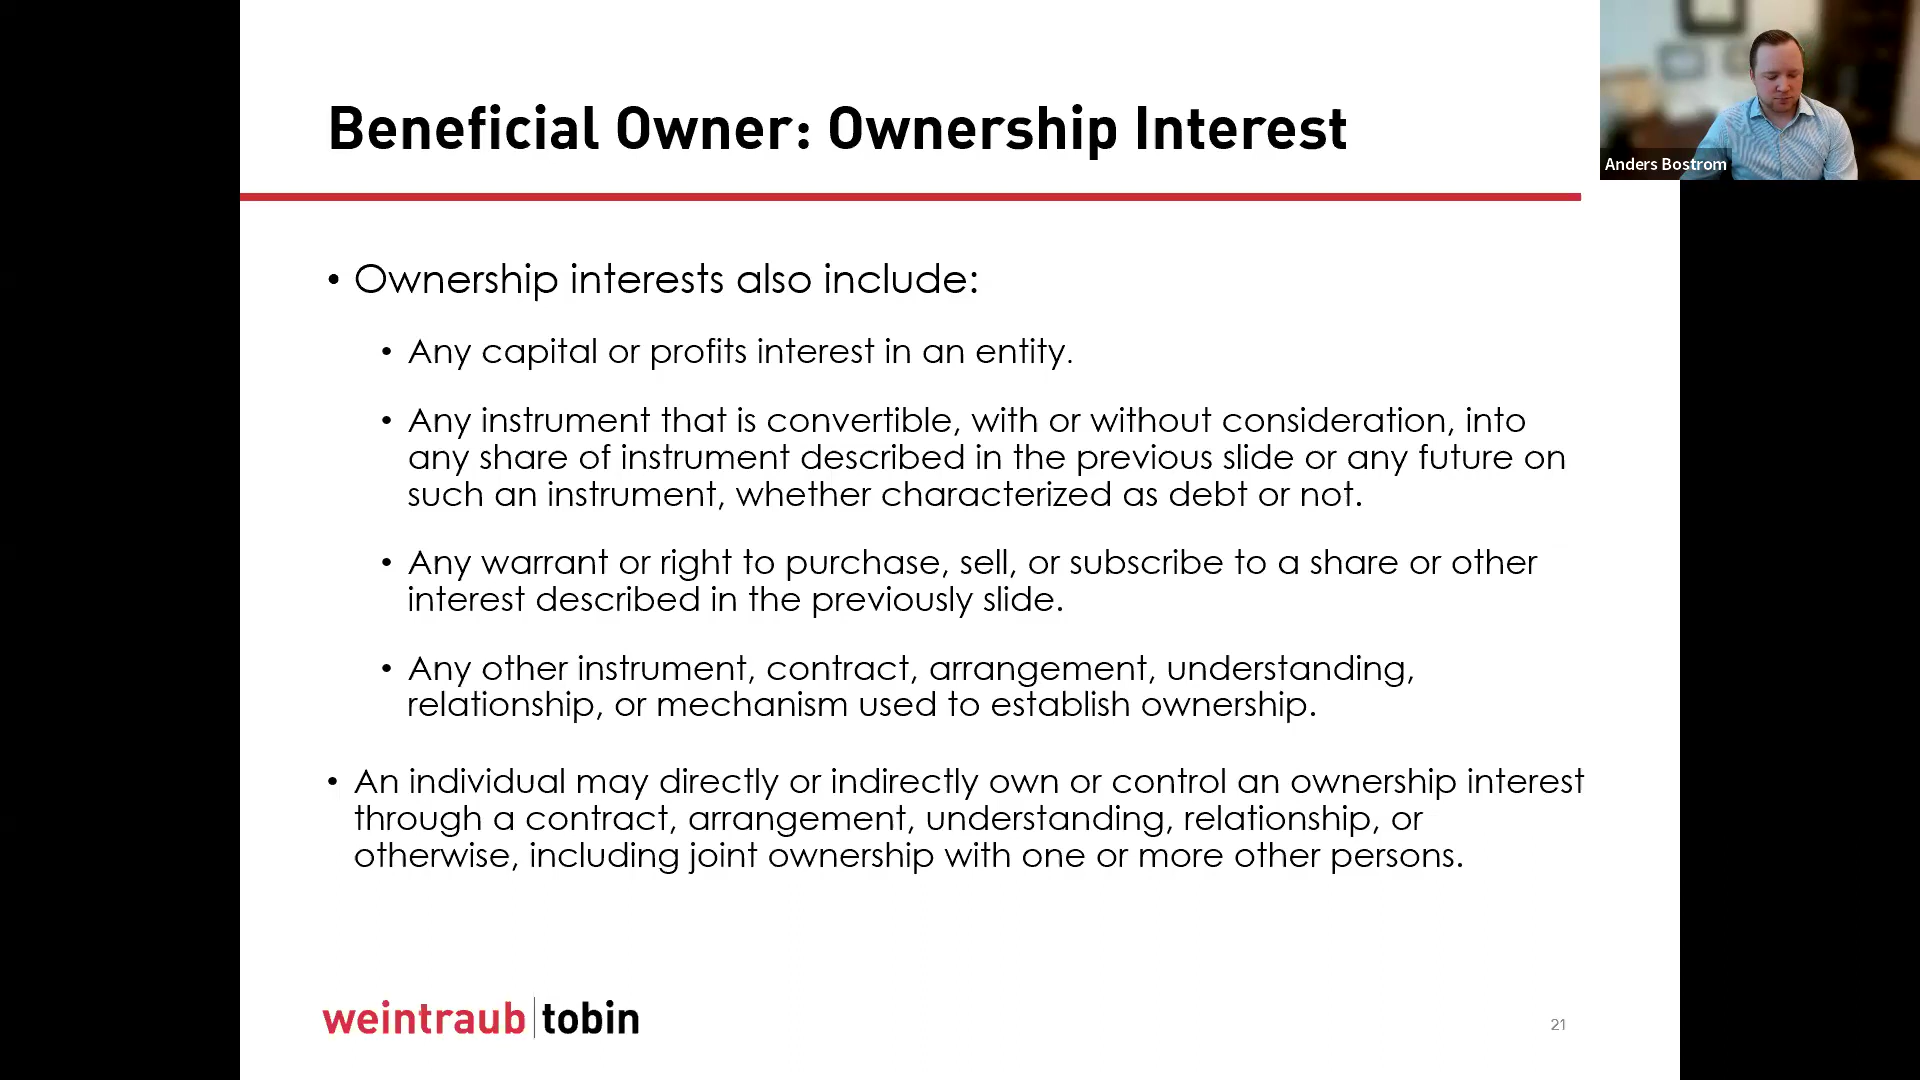 Beneficial Owner: Ownership Interest
Anders Bostrom
• Ownership interests also include:
• Any capital or profits interest in an entity.
• Any instrument that is convertible, with or without consideration, into
any share of instrument described in the previous slide or any future on
such an instrument, whether characterized as debt or not.
• Any warrant or right to purchase, sell, or subscribe to a share or other
interest described in the previously slide.
• Any other instrument, contract, arrangement, understanding,
relationship, or mechanism used to establish ownership.
• An individual may directly or indirectly own or control an ownership interest
through a contract, arrangement, understanding, relationship, or
otherwise, including joint ownership with one or more other persons.
weintraub|tobin
21